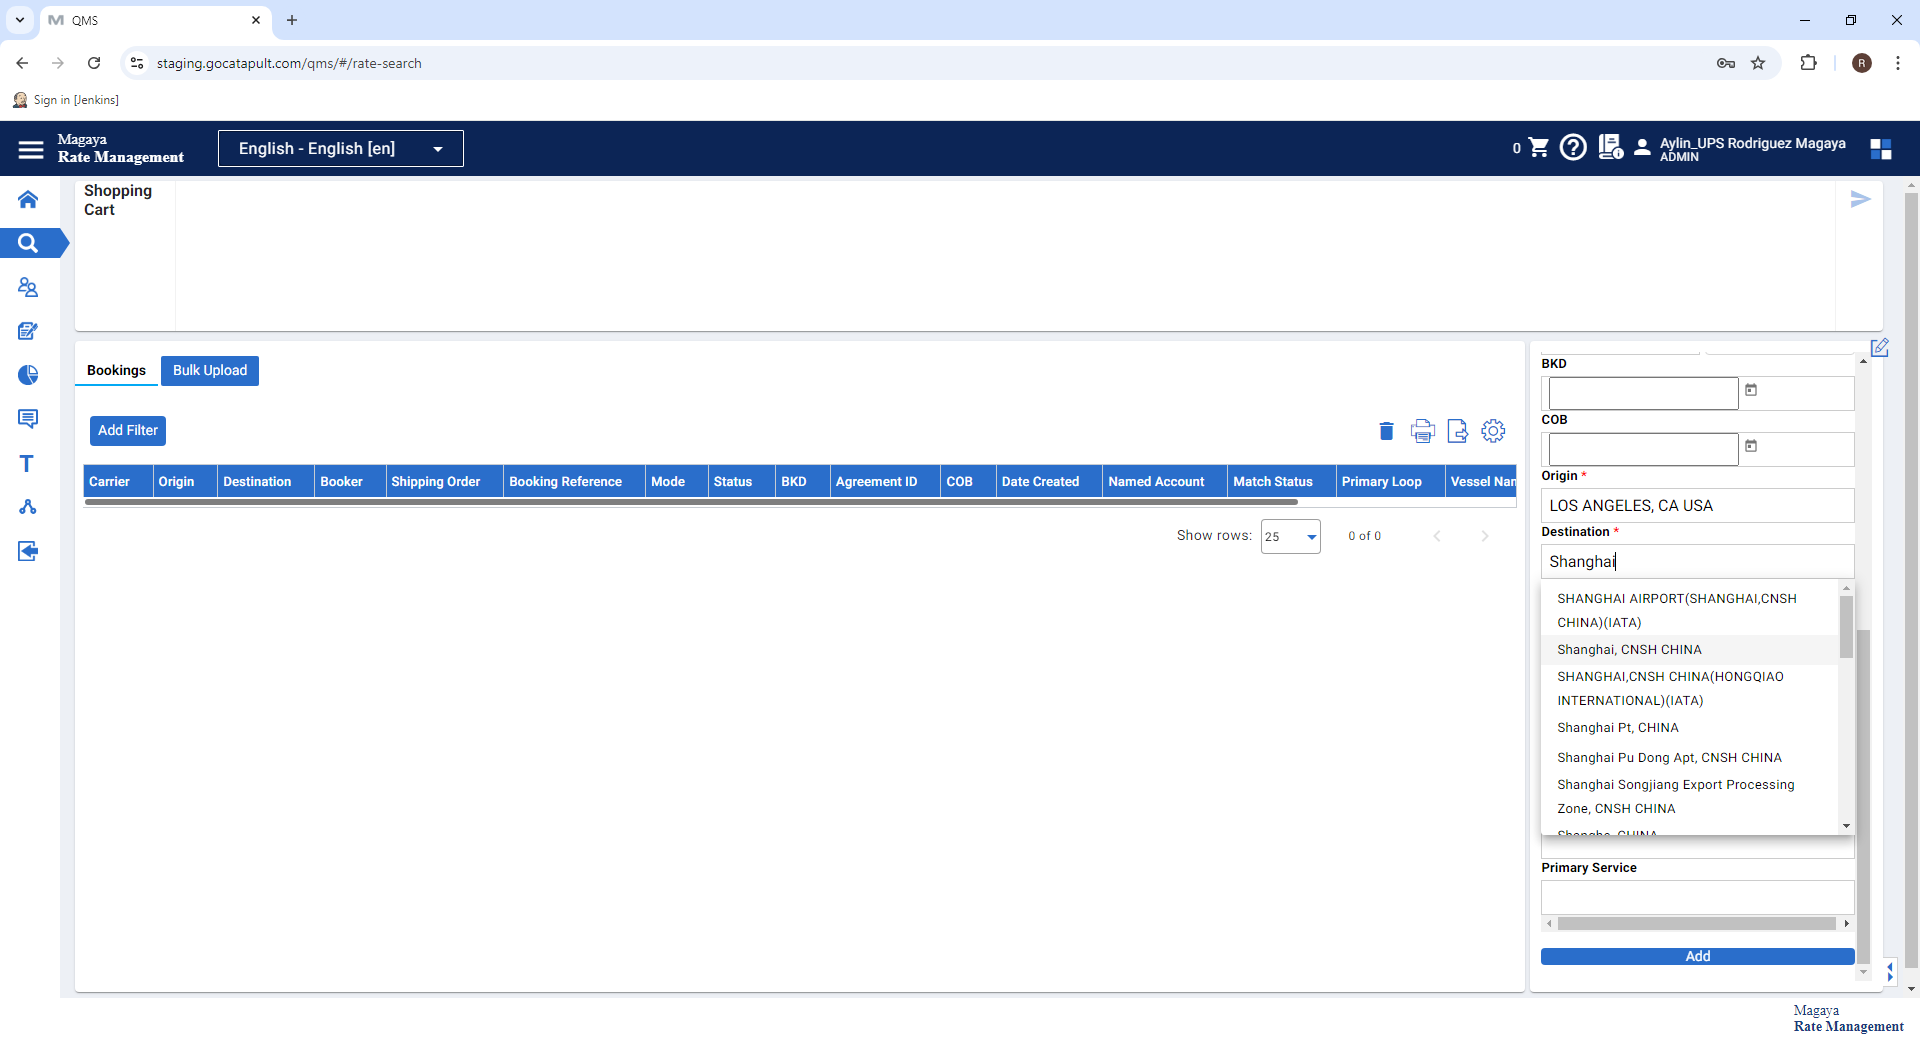 QMS
staging.gocatapult.com/qms/#/rate-search
R
Sign in [Jenkins]
Magaya
Rate Management
English - English [en]
0
Aylin_UPS Rodriguez Magaya
ADMIN
Shopping
Cart
Bookings
Bulk Upload
Add Filter
Carrier Origin Destination Booker Shipping Order Booking Reference Mode Status BKD Agreement ID COB Date Created Named Account Match Status Primary Loop Vessel Nam
Show rows: 25 0 of 0
BKD
COB
Origin *
LOS ANGELES, CA USA
Destination *
Shanghai
SHANGHAI AIRPORT(SHANGHAI,CNSH
CHINA)(IATA)
Shanghai, CNSH CHINA
SHANGHAI,CNSH CHINA(HONGQIAO
INTERNATIONAL)(IATA)
Shanghai Pt, CHINA
Shanghai Pu Dong Apt, CNSH CHINA
Shanghai Songjiang Export Processing
Zone, CNSH CHINA
Primary Service
Add
T
Magaya
Rate Management